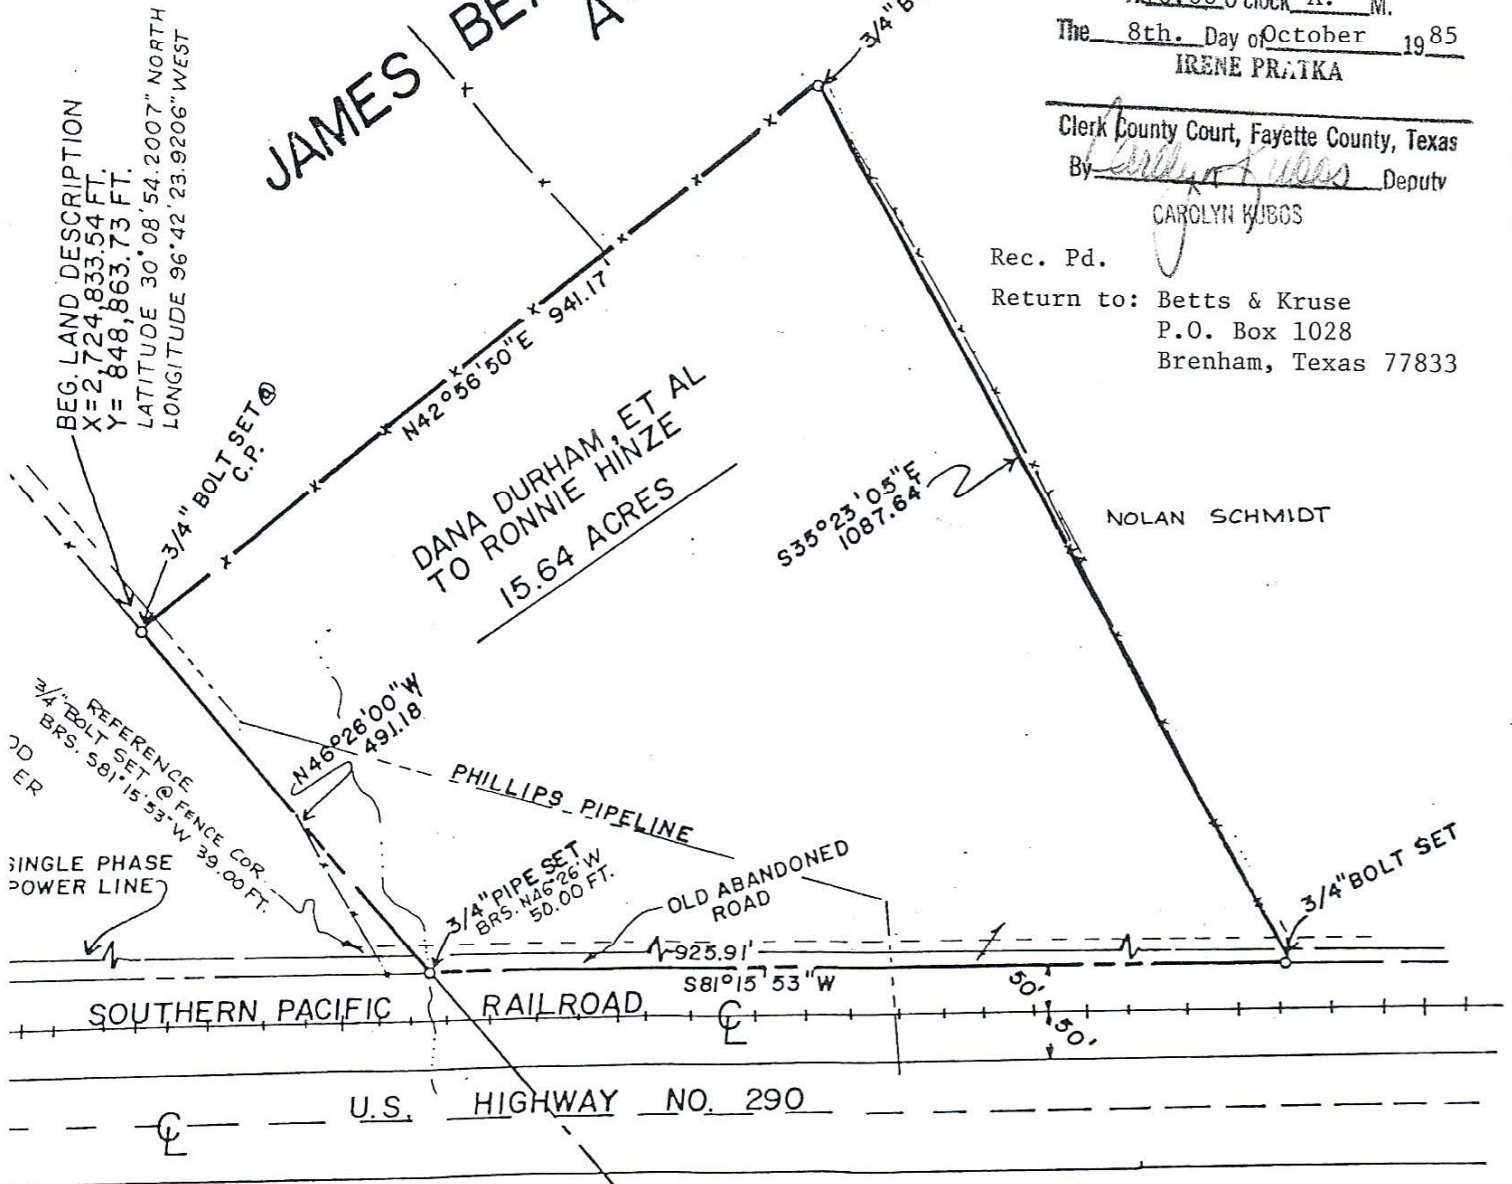 JAMES
3/4"
O'CLOCK A. M.
The 8th. Day of October 1985
IRENE PRATKA
Clerk County Court, Fayette County, Texas
By Carolyn Kubos Deputy
CAROLYN KUBOS
Rec. Pd.
Return to: Betts & Kruse
P.O. Box 1028
Brenham, Texas 77833
BEG. LAND DESCRIPTION
X=2,724,833.54 FT.
Y= 848,863.73 FT.
LATITUDE 30°08'54.2007" NORTH
LONGITUDE 96°42'23.9206" WEST
3/4" BOLT SET @
C.P.
N42°56'50"E 941.17'
DANA DURHAM, ET AL
TO RONNIE HINZE
15.64 ACRES
S35°23'05"E
1087.64'
NOLAN SCHMIDT
REFERENCE
3/4" BOLT SET @ FENCE COR.
BRS. S81°15'53"W 39.00 FT.
N46°26'00"W
491.18'
PHILLIPS PIPELINE
SINGLE PHASE
POWER LINE
3/4" PIPE SET
BRS. N46°26'W
50.00 FT.
OLD ABANDONED
ROAD
3/4" BOLT SET
925.91'
S81°15'53"W
50'
SOUTHERN PACIFIC RAILROAD
CL
50'
U.S. HIGHWAY NO. 290
CL